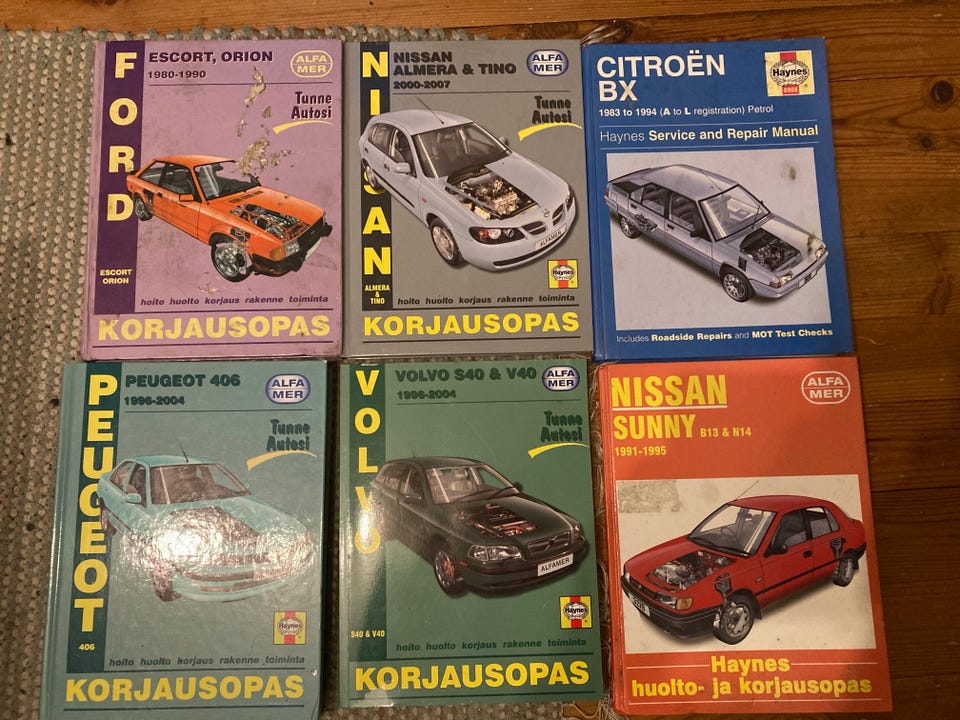 FORD
ESCORT, ORION
1980-1990
ALFA
MER
Tunne
Autosi
ESCORT
ORION
hoito huolto korjaus rakenne toiminta
KORJAUSOPAS
NISSAN
NISSAN
ALMERA & TINO
2000-2007
ALFA
MER
Tunne
Autosi
ALFAMER
Haynes
ALMERA
&
TINO
hoito huolto korjaus rakenne toiminta
KORJAUSOPAS
CITROËN
BX
Haynes
0908
1983 to 1994 (A to L registration) Petrol
Haynes Service and Repair Manual
Includes Roadside Repairs and MOT Test Checks
PEUGEOT
PEUGEOT 406
1996-2004
ALFA
MER
Tunne
Autosi
Haynes
406
hoito huolto korjaus rakenne toiminta
KORJAUSOPAS
VOLVO
VOLVO S40 & V40
1996-2004
ALFA
MER
Tunne
Autosi
ALFAMER
Haynes
S40 & V40
hoito huolto korjaus rakenne toiminta
KORJAUSOPAS
NISSAN
SUNNY B13 & N14
1991-1995
ALFA
MER
Haynes
huolto- ja korjausopas